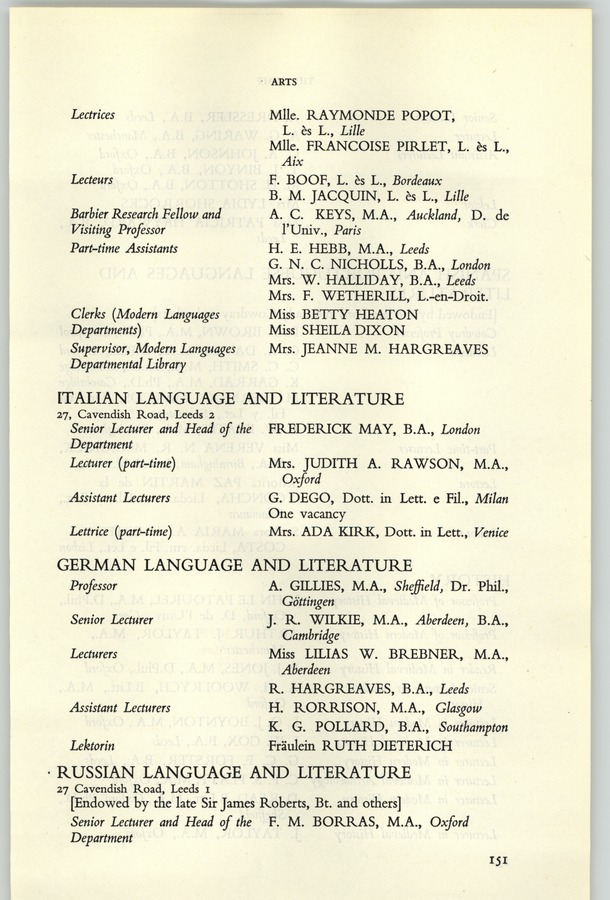 ARTS
Lectrices Mlle. RAYMONDE POPOT,
L. ès L., Lille
Mlle. FRANCOISE PIRLET, L. ès L.,
Aix
Lecteurs F. BOOF, L. ès L., Bordeaux
B. M. JACQUIN, L. ès L., Lille
Barbier Research Fellow and A. C. KEYS, M.A., Auckland, D. de
Visiting Professor l'Univ., Paris
Part-time Assistants H. E. HEBB, M.A., Leeds
G. N. C. NICHOLLS, B.A., London
Mrs. W. HALLIDAY, B.A., Leeds
Mrs. F. WETHERILL, L.-en-Droit.
Clerks (Modern Languages Miss BETTY HEATON
Departments) Miss SHEILA DIXON
Supervisor, Modern Languages Mrs. JEANNE M. HARGREAVES
Departmental Library
ITALIAN LANGUAGE AND LITERATURE
27, Cavendish Road, Leeds 2
Senior Lecturer and Head of the FREDERICK MAY, B.A., London
Department
Lecturer (part-time) Mrs. JUDITH A. RAWSON, M.A.,
Oxford
Assistant Lecturers G. DEGO, Dott. in Lett. e Fil., Milan
One vacancy
Lettrice (part-time) Mrs. ADA KIRK, Dott. in Lett., Venice
GERMAN LANGUAGE AND LITERATURE
Professor A. GILLIES, M.A., Sheffield, Dr. Phil.,
Göttingen
Senior Lecturer J. R. WILKIE, M.A., Aberdeen, B.A.,
Cambridge
Lecturers Miss LILIAS W. BREBNER, M.A.,
Aberdeen
R. HARGREAVES, B.A., Leeds
Assistant Lecturers H. RORRISON, M.A., Glasgow
K. G. POLLARD, B.A., Southampton
Lektorin Fräulein RUTH DIETERICH
RUSSIAN LANGUAGE AND LITERATURE
27 Cavendish Road, Leeds 1
[Endowed by the late Sir James Roberts, Bt. and others]
Senior Lecturer and Head of the F. M. BORRAS, M.A., Oxford
Department
151